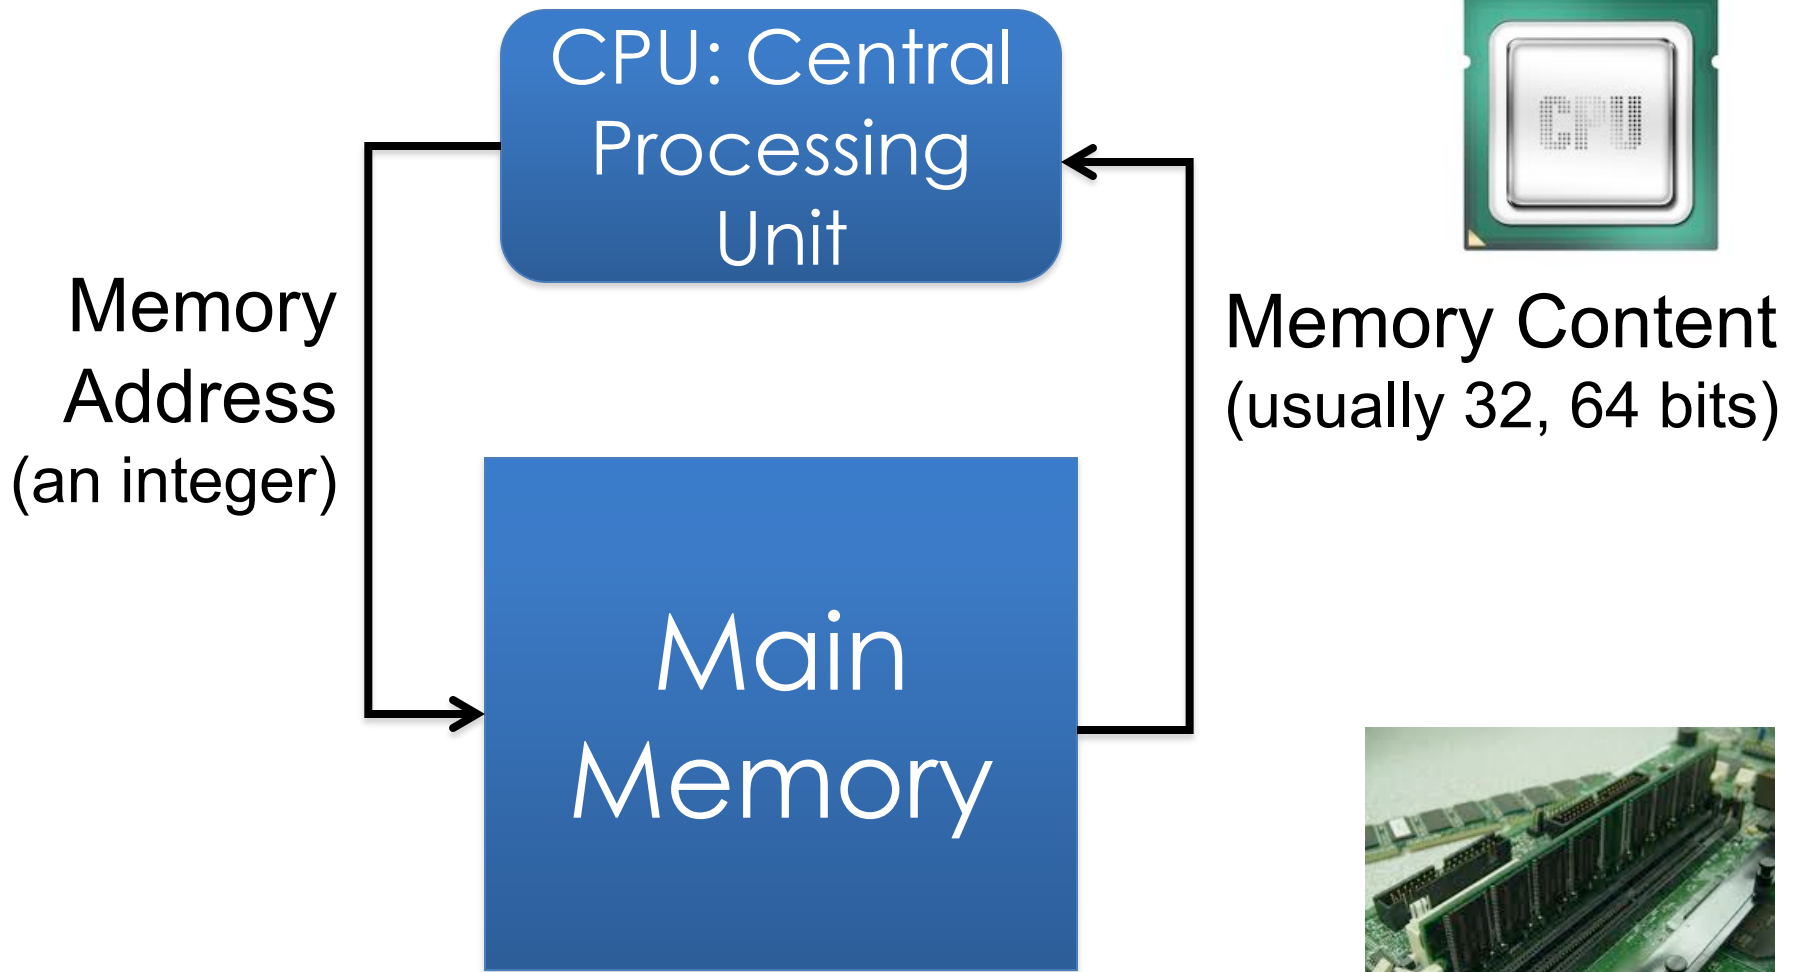 CPU: Central
Processing
Unit
CPU
Memory
Address
(an integer)
Memory Content
(usually 32, 64 bits)
Main
Memory